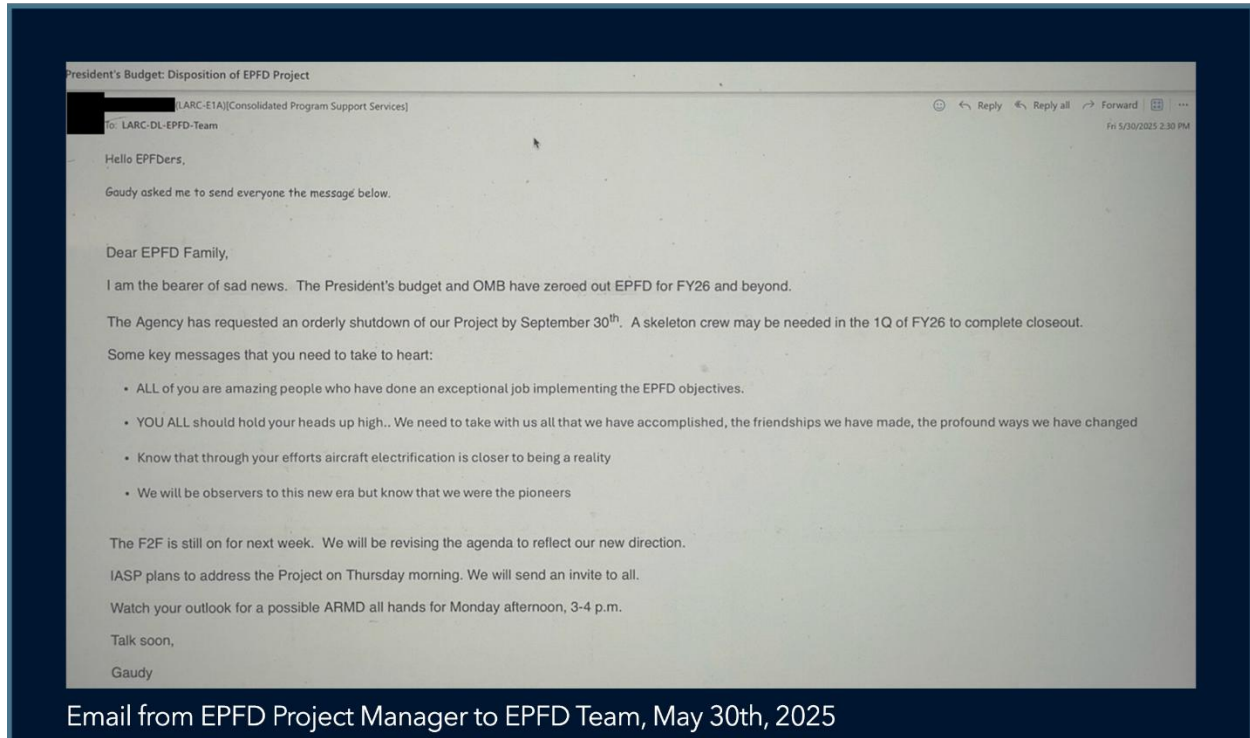 President's Budget: Disposition of EPFD Project
(LARC-E1A)[Consolidated Program Support Services]
Reply Reply all Forward
To: LARC-DL-EPFD-Team
Fri 5/30/2025 2:30 PM
Hello EPFDers,
Gaudy asked me to send everyone the message below.
Dear EPFD Family,
I am the bearer of sad news. The President's budget and OMB have zeroed out EPFD for FY26 and beyond.
The Agency has requested an orderly shutdown of our Project by September 30th. A skeleton crew may be needed in the 1Q of FY26 to complete closeout.
Some key messages that you need to take to heart:
• ALL of you are amazing people who have done an exceptional job implementing the EPFD objectives.
• YOU ALL should hold your heads up high.. We need to take with us all that we have accomplished, the friendships we have made, the profound ways we have changed
• Know that through your efforts aircraft electrification is closer to being a reality
• We will be observers to this new era but know that we were the pioneers
The F2F is still on for next week. We will be revising the agenda to reflect our new direction.
IASP plans to address the Project on Thursday morning. We will send an invite to all.
Watch your outlook for a possible ARMD all hands for Monday afternoon, 3-4 p.m.
Talk soon,
Gaudy
Email from EPFD Project Manager to EPFD Team, May 30th, 2025